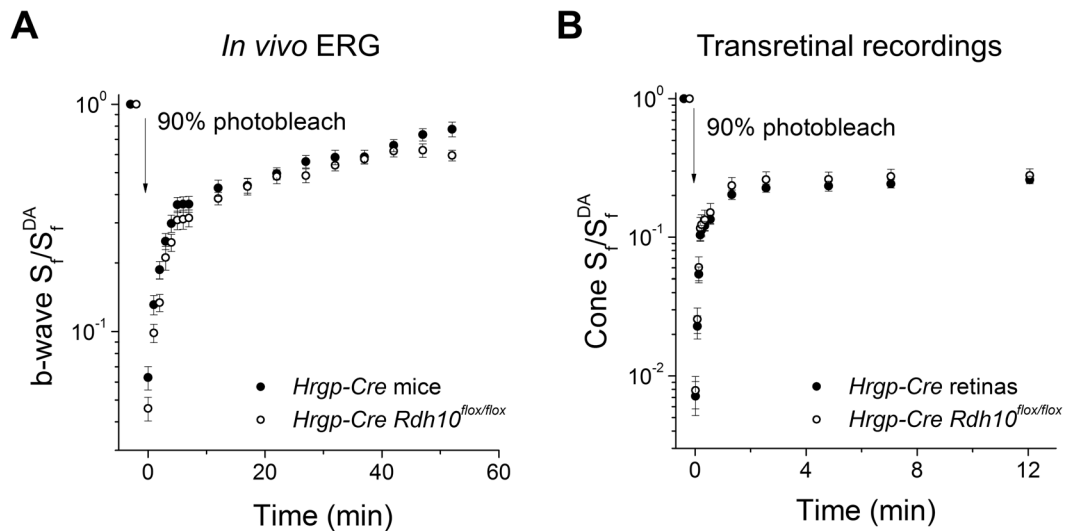 A
In vivo ERG
10^0
90% photobleach
10^-1
b-wave S_f/S_f^DA
Hrgp-Cre mice
Hrgp-Cre Rdh10^flox/flox
0 20 40 60
Time (min)
B
Transretinal recordings
10^0
90% photobleach
10^-1
10^-2
Cone S_f/S_f^DA
Hrgp-Cre retinas
Hrgp-Cre Rdh10^flox/flox
0 4 8 12
Time (min)